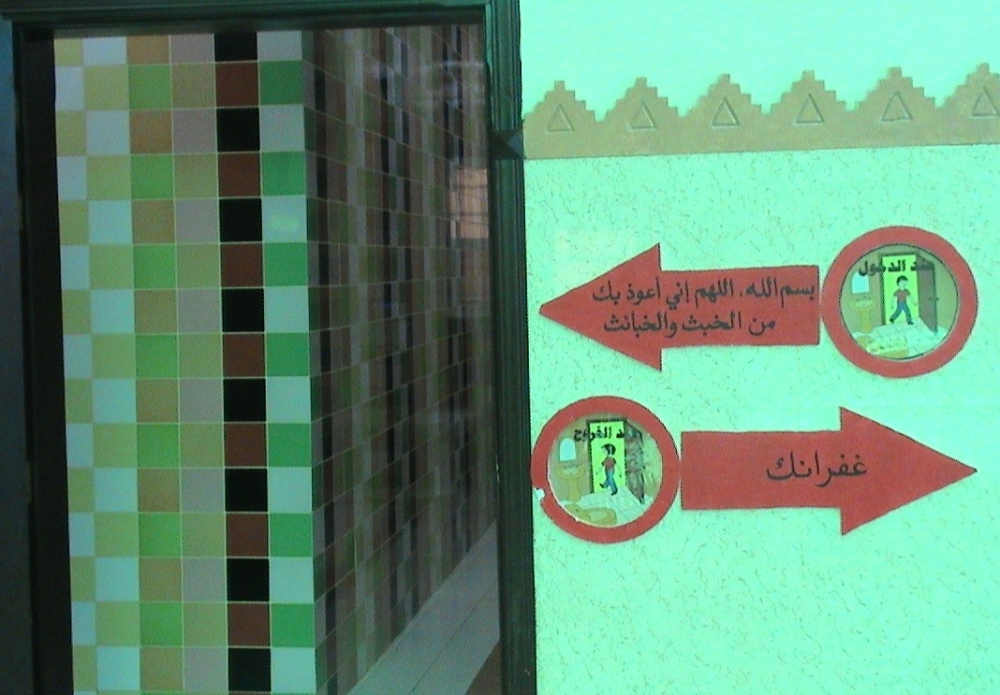 عند الدخول
بسم الله، اللهم إني أعوذ بك
من الخبث والخبائث
عند الخروج
غفرانك